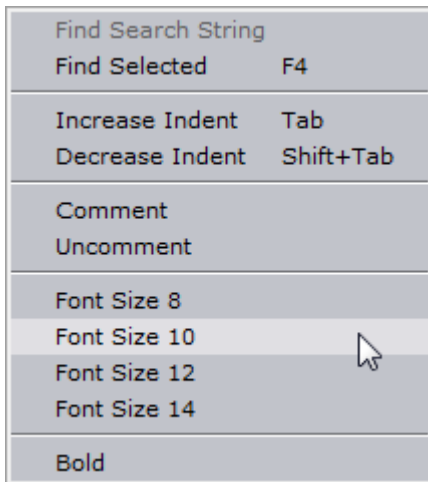 Find Search String
Find Selected F4
Increase Indent Tab
Decrease Indent Shift+Tab
Comment
Uncomment
Font Size 8
Font Size 10
Font Size 12
Font Size 14
Bold